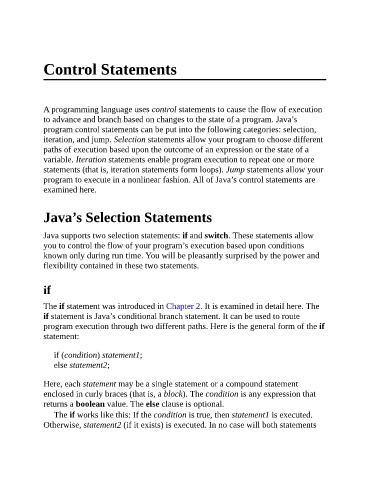 Control Statements
A programming language uses control statements to cause the flow of execution
to advance and branch based on changes to the state of a program. Java’s
program control statements can be put into the following categories: selection,
iteration, and jump. Selection statements allow your program to choose different
paths of execution based upon the outcome of an expression or the state of a
variable. Iteration statements enable program execution to repeat one or more
statements (that is, iteration statements form loops). Jump statements allow your
program to execute in a nonlinear fashion. All of Java’s control statements are
examined here.
Java’s Selection Statements
Java supports two selection statements: if and switch. These statements allow
you to control the flow of your program’s execution based upon conditions
known only during run time. You will be pleasantly surprised by the power and
flexibility contained in these two statements.
if
The if statement was introduced in Chapter 2. It is examined in detail here. The
if statement is Java’s conditional branch statement. It can be used to route
program execution through two different paths. Here is the general form of the if
statement:
if (condition) statement1;
else statement2;
Here, each statement may be a single statement or a compound statement
enclosed in curly braces (that is, a block). The condition is any expression that
returns a boolean value. The else clause is optional.
The if works like this: If the condition is true, then statement1 is executed.
Otherwise, statement2 (if it exists) is executed. In no case will both statements